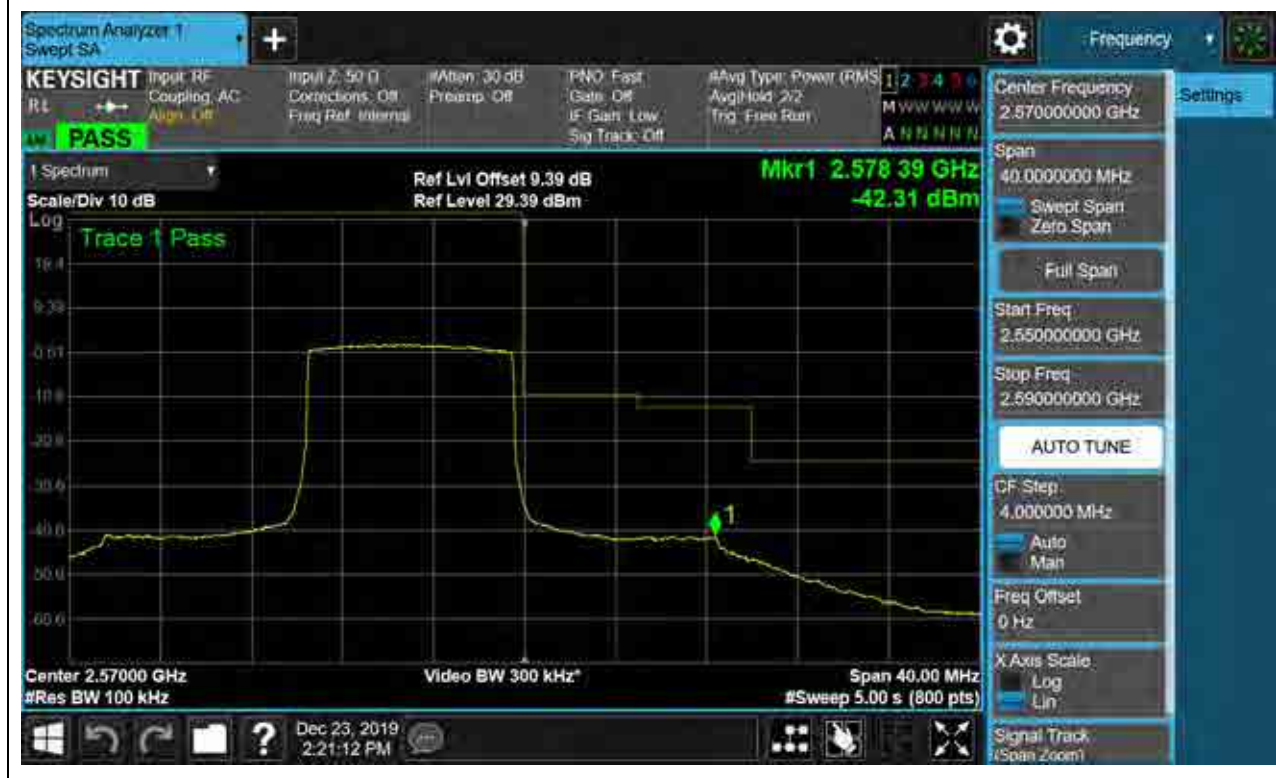 Spectrum Analyzer 1
Swept SA
Frequency
KEYSIGHT
RL
PASS
Input: RF
Coupling: AC
Align: Off
Input Z: 50 Ω
Corrections: Off
Freq Ref: Internal
#Atten: 30 dB
Preamp: Off
PNO: Fast
Gate: Off
IF Gain: Low
Sig Track: Off
#Avg Type: Power (RMS
Avg|Hold: 2/2
Trig: Free Run
1 2 3 4 5 6
M W W W W W
A N N N N N
1 Spectrum
Scale/Div 10 dB
Log
Ref Lvl Offset 9.39 dB
Ref Level 29.39 dBm
Mkr1 2.578 39 GHz
-42.31 dBm
Trace 1 Pass
19.4
9.39
-0.61
-10.6
-20.6
-30.6
-40.6
-50.6
-60.6
1
Center 2.57000 GHz
#Res BW 100 kHz
Video BW 300 kHz*
Span 40.00 MHz
#Sweep 5.00 s (800 pts)
Dec 23, 2019
2:21:12 PM
Center Frequency
2.570000000 GHz
Settings
Span
40.0000000 MHz
Swept Span
Zero Span
Full Span
Start Freq
2.550000000 GHz
Stop Freq
2.590000000 GHz
AUTO TUNE
CF Step
4.000000 MHz
Auto
Man
Freq Offset
0 Hz
X Axis Scale
Log
Lin
Signal Track
(Span Zoom)